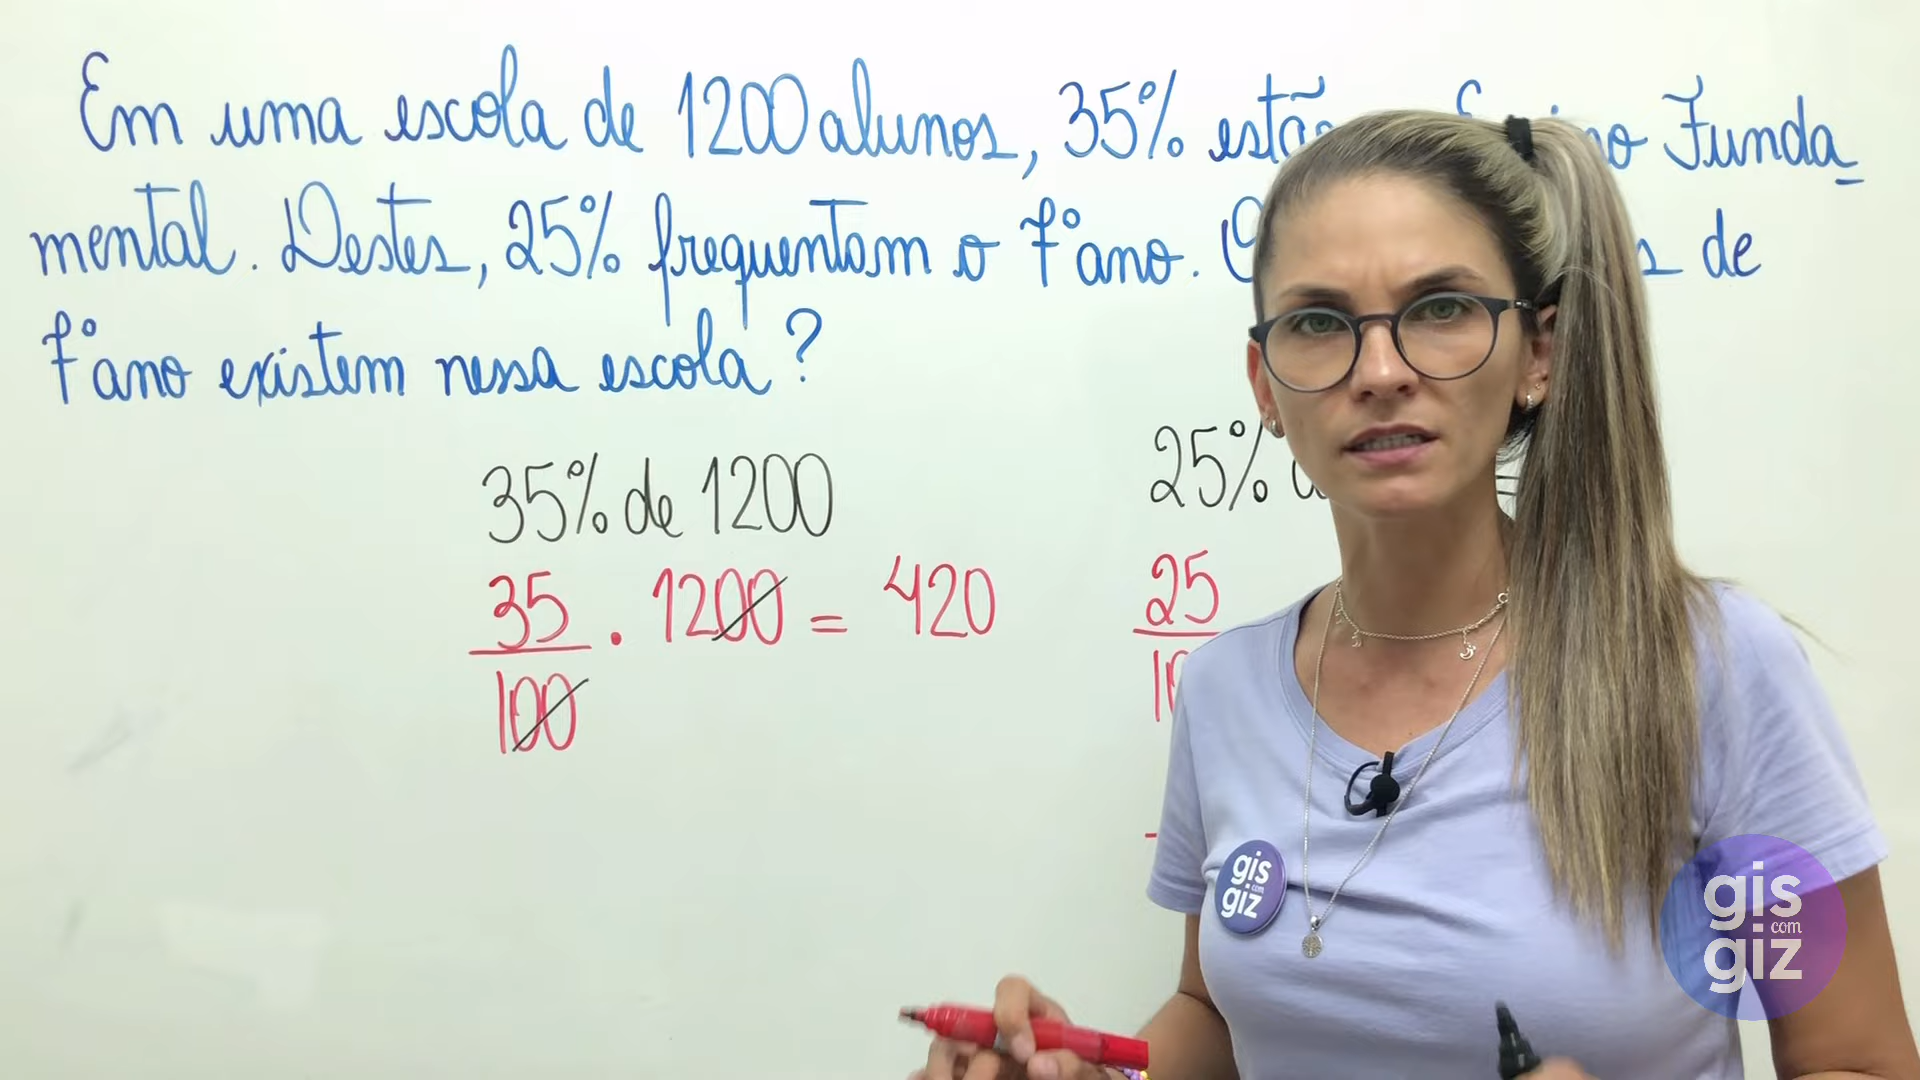 Em uma escola de 1200 alunos, 35% estão Funda
mental. Destes, 25% frequentam o 7º ano. de
7º ano existem nessa escola?
35% de 1200
25%
35/100 . 1200 = 420
25
gis com giz
gis com giz